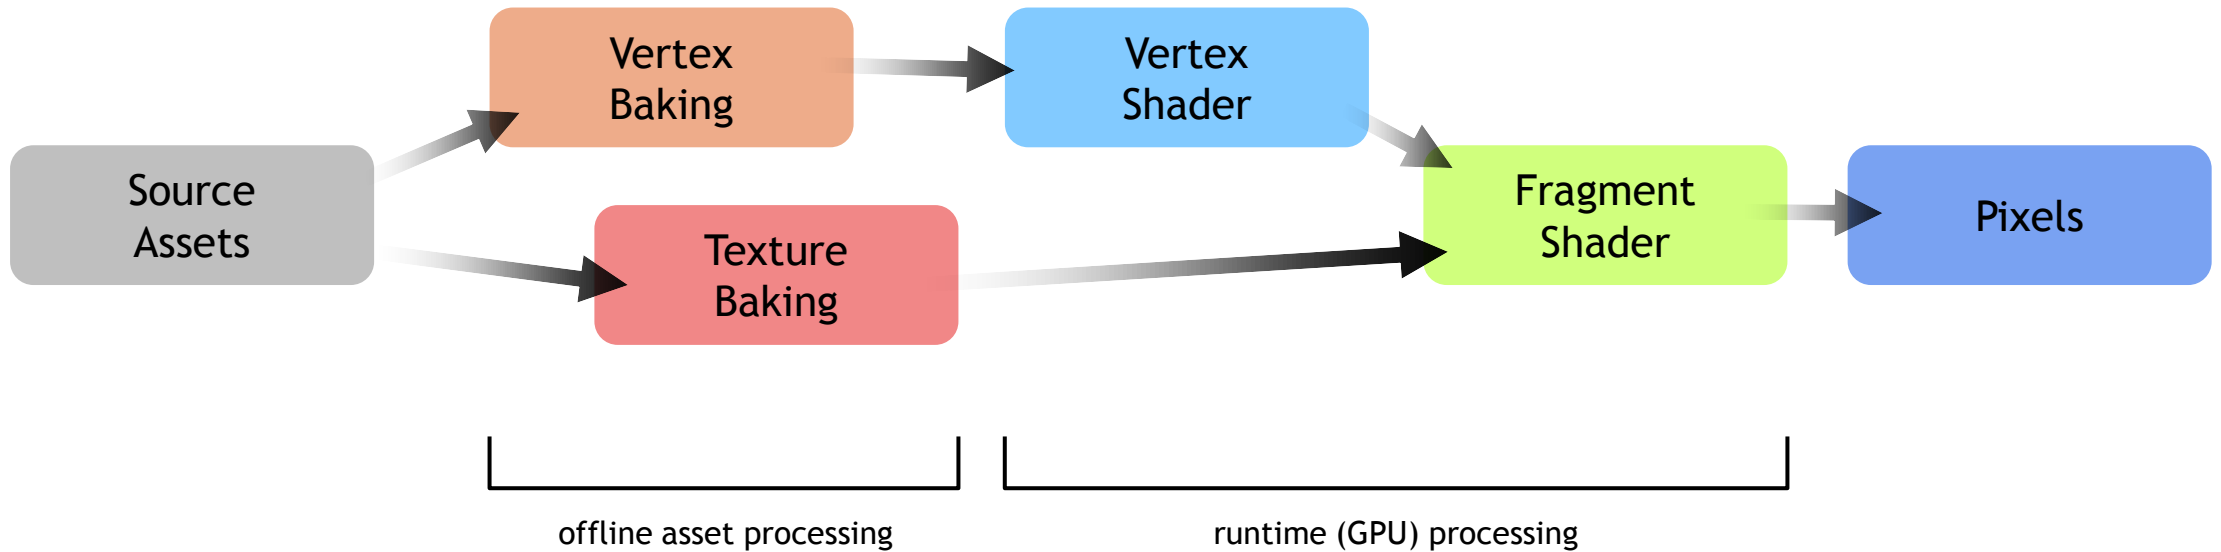 Vertex
Baking
Vertex
Shader
Source
Assets
Texture
Baking
Fragment
Shader
Pixels
offline asset processing
runtime (GPU) processing